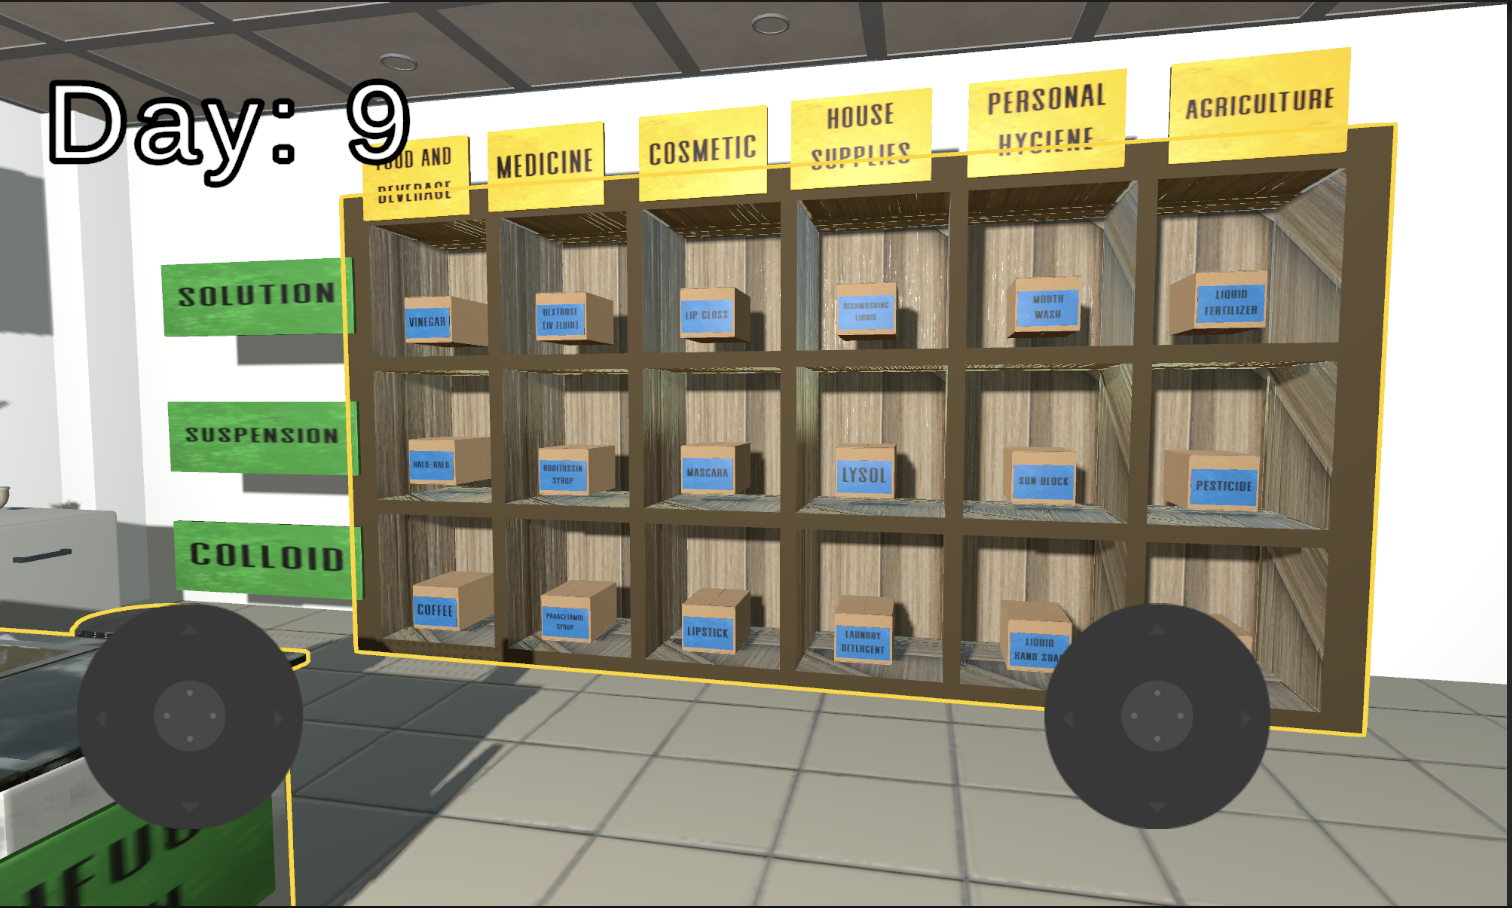 Day: 9
FOOD AND
BEVERAGE
MEDICINE
COSMETIC
HOUSE
SUPPLIES
PERSONAL
HYGIENE
AGRICULTURE
SOLUTION
VINEGAR
DEXTROSE
(IV FLUID)
LIP GLOSS
DISHWASHING
LIQUID
MOUTH
WASH
LIQUID
FERTILIZER
SUSPENSION
HALO-HALO
ROBITUSSIN
SYRUP
MASCARA
LYSOL
SUN BLOCK
PESTICIDE
COLLOID
COFFEE
PARACETAMOL
SYRUP
LIPSTICK
LAUNDRY
DETERGENT
LIQUID
HAND SOAP